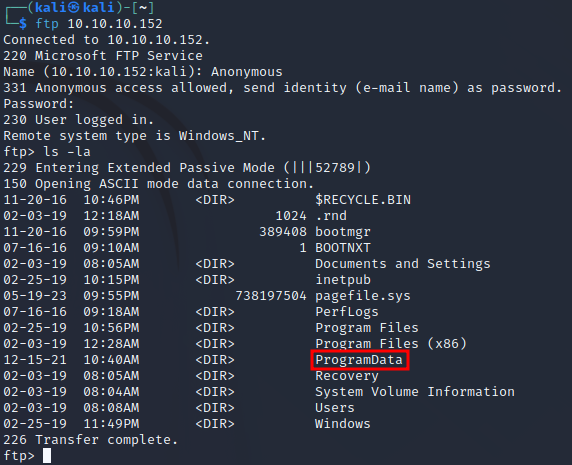 ┌──(kali㉿kali)-[~]
└─$ ftp 10.10.10.152
Connected to 10.10.10.152.
220 Microsoft FTP Service
Name (10.10.10.152:kali): Anonymous
331 Anonymous access allowed, send identity (e-mail name) as password.
Password:
230 User logged in.
Remote system type is Windows_NT.
ftp> ls -la
229 Entering Extended Passive Mode (|||52789|)
150 Opening ASCII mode data connection.
11-20-16  10:46PM       <DIR>          $RECYCLE.BIN
02-03-19  12:18AM                 1024 .rnd
11-20-16  09:59PM               389408 bootmgr
07-16-16  09:10AM                    1 BOOTNXT
02-03-19  08:05AM       <DIR>          Documents and Settings
02-25-19  10:15PM       <DIR>          inetpub
05-19-23  09:55PM            738197504 pagefile.sys
07-16-16  09:18AM       <DIR>          PerfLogs
02-25-19  10:56PM       <DIR>          Program Files
02-03-19  12:28AM       <DIR>          Program Files (x86)
12-15-21  10:40AM       <DIR>          ProgramData
02-03-19  08:05AM       <DIR>          Recovery
02-03-19  08:04AM       <DIR>          System Volume Information
02-03-19  08:08AM       <DIR>          Users
02-25-19  11:49PM       <DIR>          Windows
226 Transfer complete.
ftp>